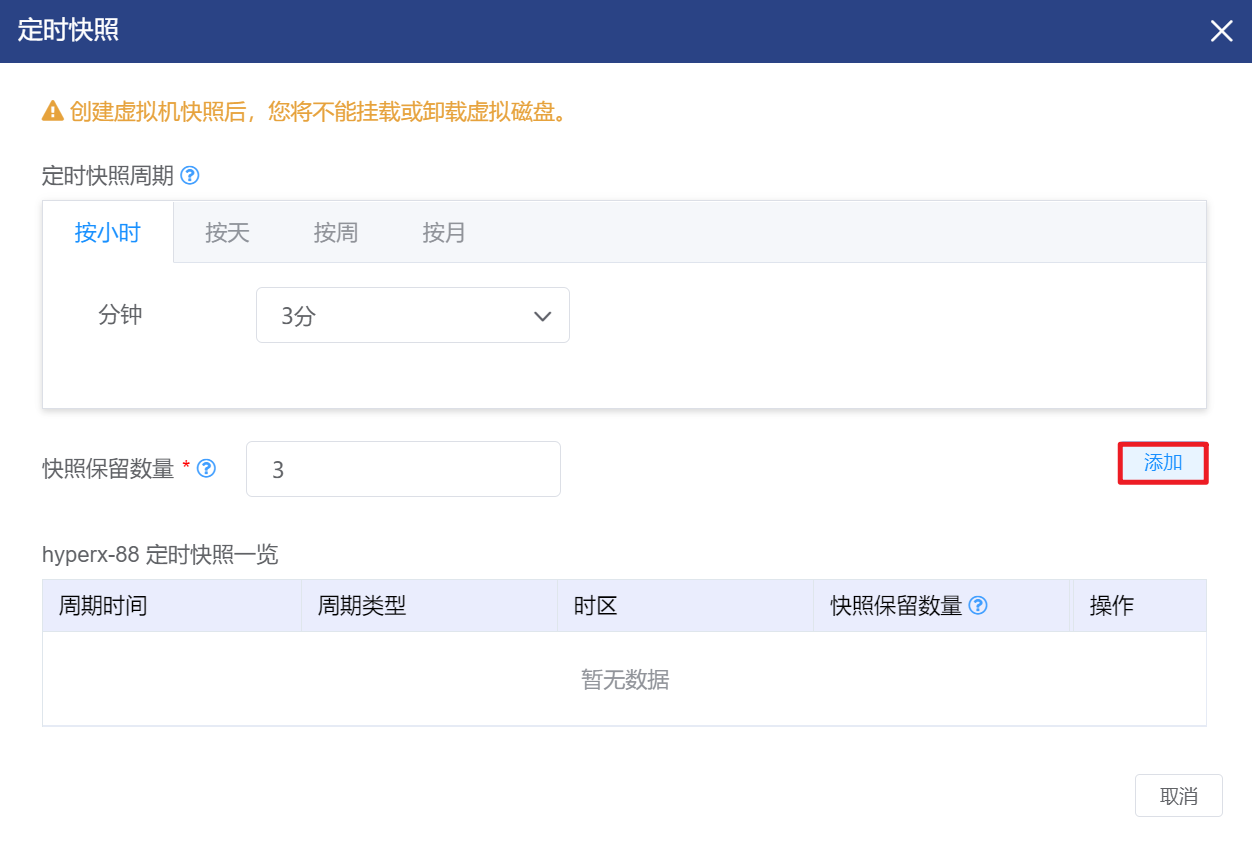 定时快照
创建虚拟机快照后，您将不能挂载或卸载虚拟磁盘。
定时快照周期
按小时 按天 按周 按月
分钟 3分
快照保留数量 * 3 添加
hyperx-88 定时快照一览
周期时间 周期类型 时区 快照保留数量 操作
暂无数据
取消